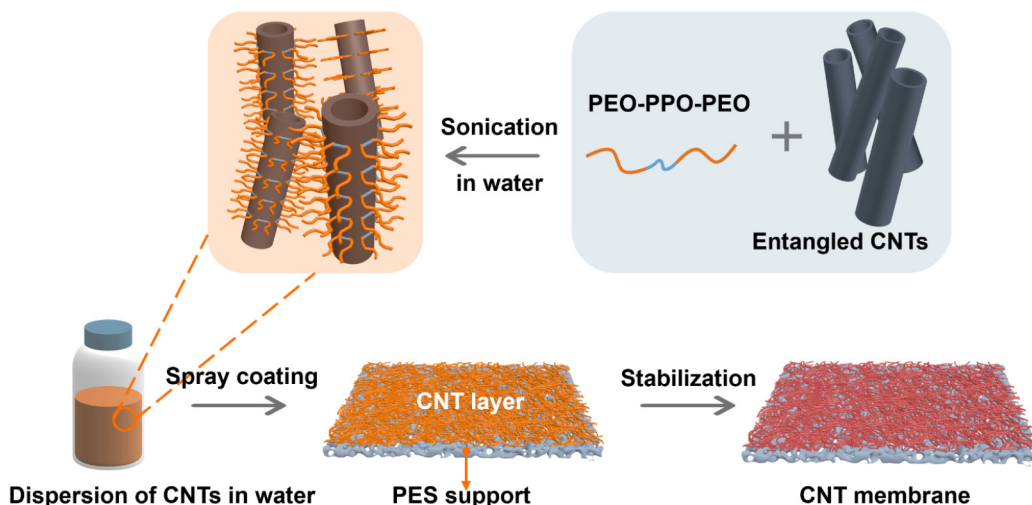 PEO-PPO-PEO
+
Sonication
in water
Entangled CNTs
Spray coating
CNT layer
Stabilization
Dispersion of CNTs in water
PES support
CNT membrane